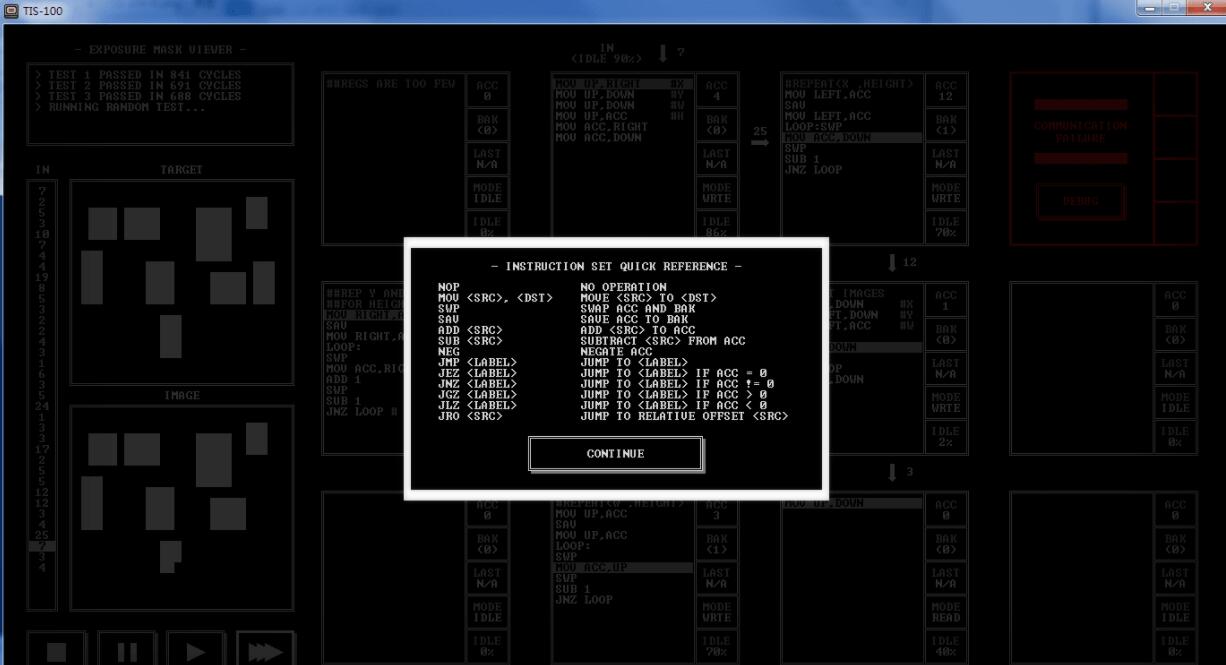 TIS-100
- EXPOSURE MASK VIEWER -
> TEST 1 PASSED IN 841 CYCLES
> TEST 2 PASSED IN 691 CYCLES
> TEST 3 PASSED IN 688 CYCLES
> RUNNING RANDOM TEST...
IN
7
2
5
3
10
7
4
4
19
8
5
3
2
2
4
3
1
16
3
5
24
1
3
3
17
2
5
5
12
12
3
4
25
7
3
4
TARGET
IMAGE
IN
(IDLE 90%)
7
##REGS ARE TOO FEW
ACC
0
BAK
(0)
LAST
N/A
MODE
IDLE
IDLE
0%
MOV UP,RIGHT #X
MOV UP,DOWN #Y
MOV UP,DOWN #W
MOV UP,ACC #H
MOV ACC,RIGHT
MOV ACC,DOWN
ACC
4
BAK
(0)
LAST
N/A
MODE
WRTE
IDLE
86%
25
#REPEAT(X ,HEIGHT)
MOV LEFT,ACC
SAV
MOV LEFT,ACC
LOOP:SWP
MOV ACC,DOWN
SWP
SUB 1
JNZ LOOP
ACC
12
BAK
(1)
LAST
N/A
MODE
WRTE
IDLE
70%
COMMUNICATION
FAILURE
DEBUG
12
- INSTRUCTION SET QUICK REFERENCE -
NOP NO OPERATION
MOV <SRC>, <DST> MOVE <SRC> TO <DST>
SWP SWAP ACC AND BAK
SAV SAVE ACC TO BAK
ADD <SRC> ADD <SRC> TO ACC
SUB <SRC> SUBTRACT <SRC> FROM ACC
NEG NEGATE ACC
JMP <LABEL> JUMP TO <LABEL>
JEZ <LABEL> JUMP TO <LABEL> IF ACC = 0
JNZ <LABEL> JUMP TO <LABEL> IF ACC != 0
JGZ <LABEL> JUMP TO <LABEL> IF ACC > 0
JLZ <LABEL> JUMP TO <LABEL> IF ACC < 0
JRO <SRC> JUMP TO RELATIVE OFFSET <SRC>
CONTINUE
##REP Y AND
##FOR HEIGH
MOV RIGHT,A
SAV
MOV RIGHT,A
LOOP:
SWP
MOV ACC,RIG
ADD 1
SWP
SUB 1
JNZ LOOP #
IMAGES
DOWN #X
FT,DOWN #Y
FT,ACC #W
DOWN
OP
DOWN
ACC
1
BAK
(0)
LAST
N/A
MODE
WRTE
IDLE
2%
ACC
0
BAK
(0)
LAST
N/A
MODE
IDLE
IDLE
0%
3
ACC
0
BAK
(0)
LAST
N/A
MODE
IDLE
IDLE
0%
MOV UP,ACC
SAV
MOV UP,ACC
LOOP:
SWP
MOV ACC,UP
SWP
SUB 1
JNZ LOOP
ACC
3
BAK
(1)
LAST
N/A
MODE
WRTE
IDLE
70%
MOV UP,DOWN
ACC
0
BAK
(0)
LAST
N/A
MODE
READ
IDLE
40%
ACC
0
BAK
(0)
LAST
N/A
MODE
IDLE
IDLE
0%